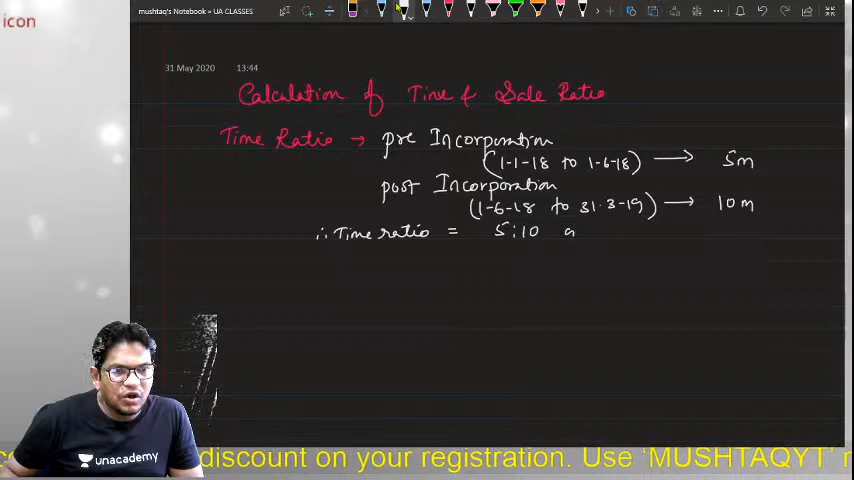 icon
mushtaq's Notebook » UA CLASSES
31 May 2020 13:44
Calculation of Time & Sale Ratio
Time Ratio → pre Incorporation
(1-1-18 to 1-6-18) → 5m
post Incorporation
(1-6-18 to 31.3-19) → 10m
∴ Time ratio = 5:10
unacademy
discount on your registration. Use 'MUSHTAQYT'